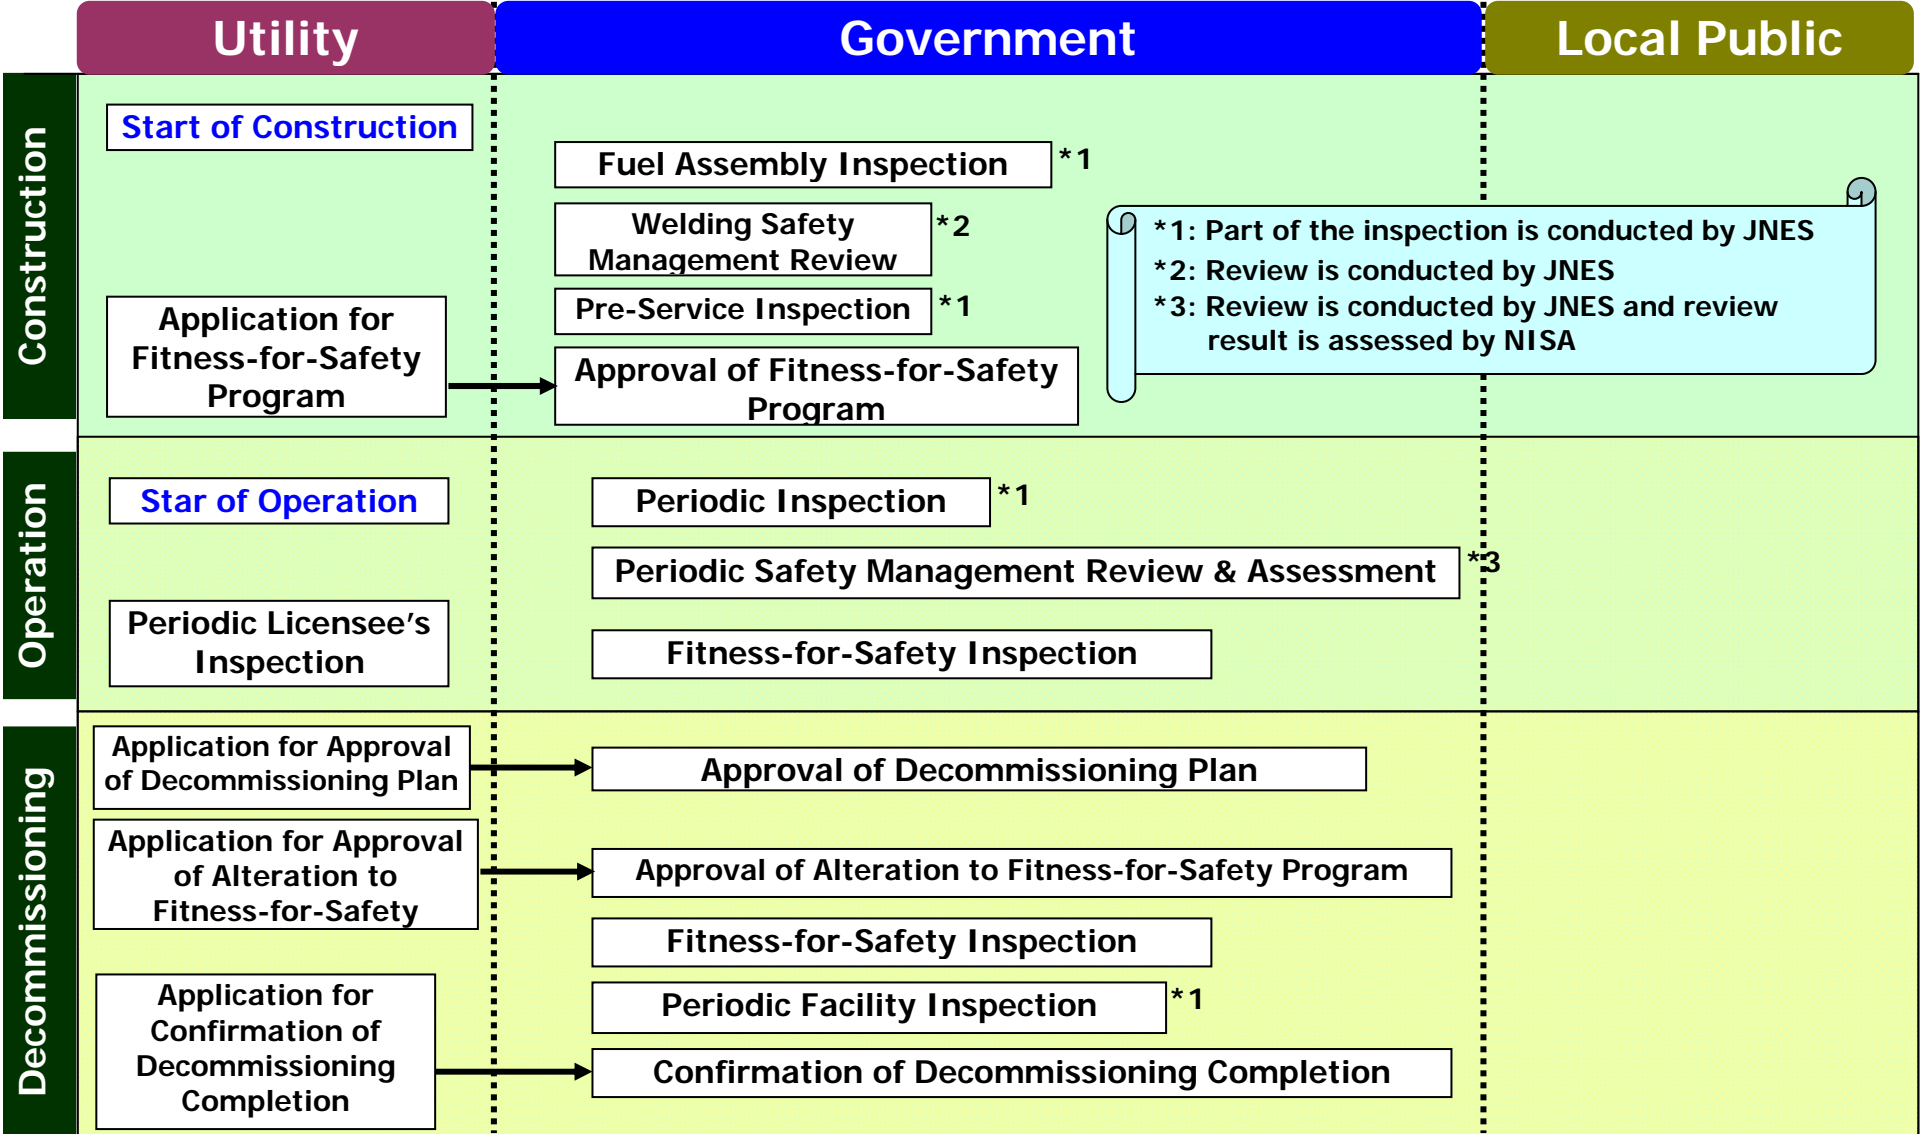 Utility
Government
Local Public
Construction
Start of Construction
Fuel Assembly Inspection *1
Welding Safety *2
Management Review
Pre-Service Inspection *1
Application for
Fitness-for-Safety
Program
Approval of Fitness-for-Safety
Program
*1: Part of the inspection is conducted by JNES
*2: Review is conducted by JNES
*3: Review is conducted by JNES and review
result is assessed by NISA
Operation
Star of Operation
Periodic Inspection *1
Periodic Safety Management Review & Assessment *3
Periodic Licensee’s
Inspection
Fitness-for-Safety Inspection
Decommissioning
Application for Approval
of Decommissioning Plan
Approval of Decommissioning Plan
Application for Approval
of Alteration to
Fitness-for-Safety
Approval of Alteration to Fitness-for-Safety Program
Fitness-for-Safety Inspection
Periodic Facility Inspection *1
Application for
Confirmation of
Decommissioning
Completion
Confirmation of Decommissioning Completion